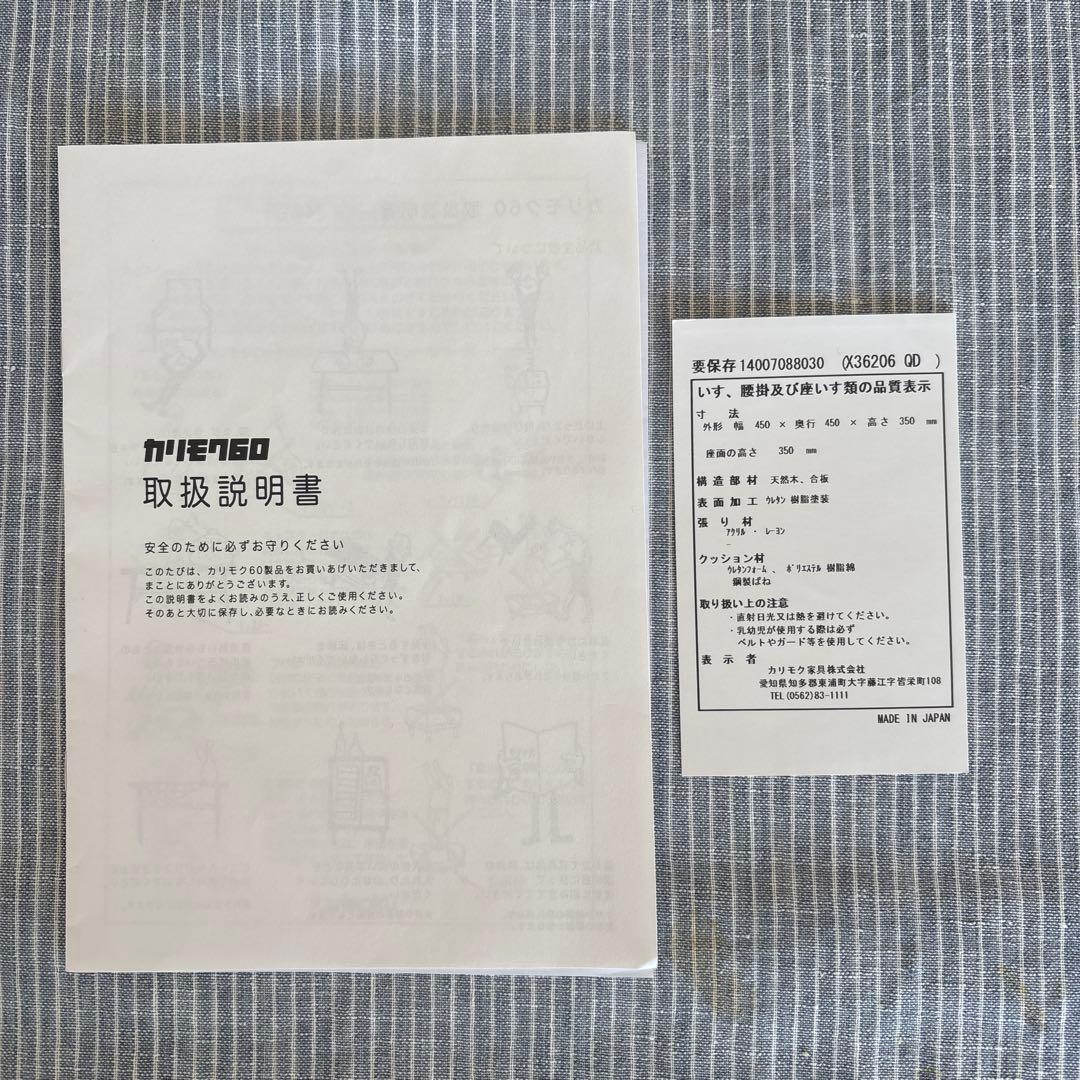 カリモク60
取扱説明書
安全のために必ずお守りください
このたびは、カリモク60製品をお買いあげいただきまして、
まことにありがとうございます。
この説明書をよくお読みのうえ、正しくご使用ください。
そのあと大切に保存し、必要なときにお読みください。
要保存 14007088030 (X36206 QD )
いす、腰掛及び座いす類の品質表示
寸法
外形 幅 450 × 奥行 450 × 高さ 350 mm
座面の高さ 350 mm
構造部材 天然木、合板
表面加工 ウレタン樹脂塗装
張り材
アクリル・レーヨン
クッション材
ウレタンフォーム、ポリエステル樹脂綿
鋼製ばね
取り扱い上の注意
・直射日光又は熱を避けてください。
・乳幼児が使用する際は必ず
ベルトやガード等を使用してください。
表示者
カリモク家具株式会社
愛知県知多郡東浦町大字藤江字皆栄町108
TEL(0562)83-1111
MADE IN JAPAN